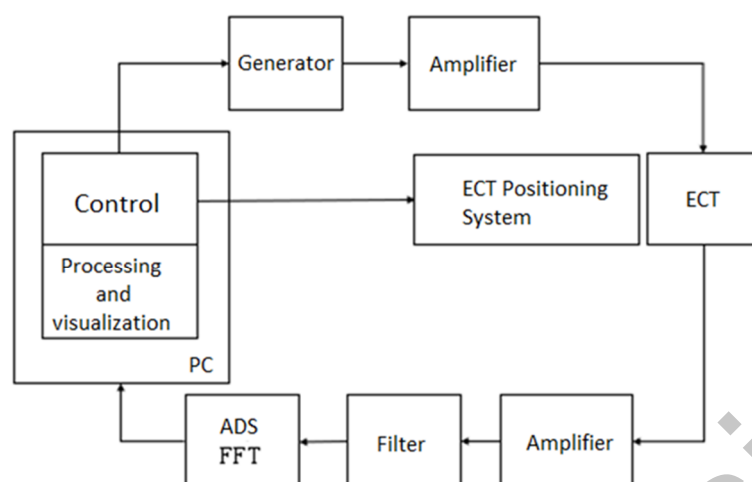 Generator
Amplifier
Control
ECT Positioning
System
ECT
Processing
and
visualization
PC
ADS
FFT
Filter
Amplifier